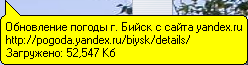 Обновление погоды г. Бийск с сайта yandex.ru
http://pogoda.yandex.ru/biysk/details/
Загружено: 52,547 Кб